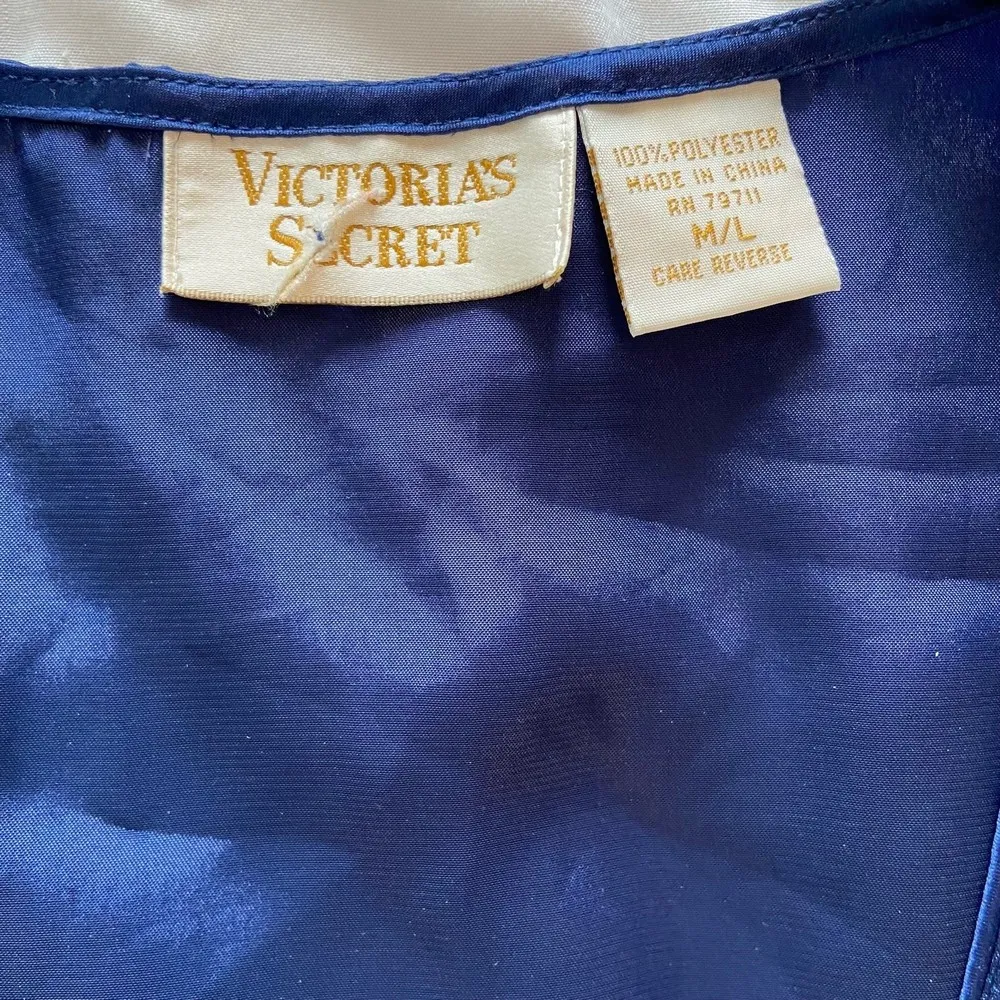 VICTORIA'S
SECRET
100% POLYESTER
MADE IN CHINA
RN 79711
M/L
CARE REVERSE